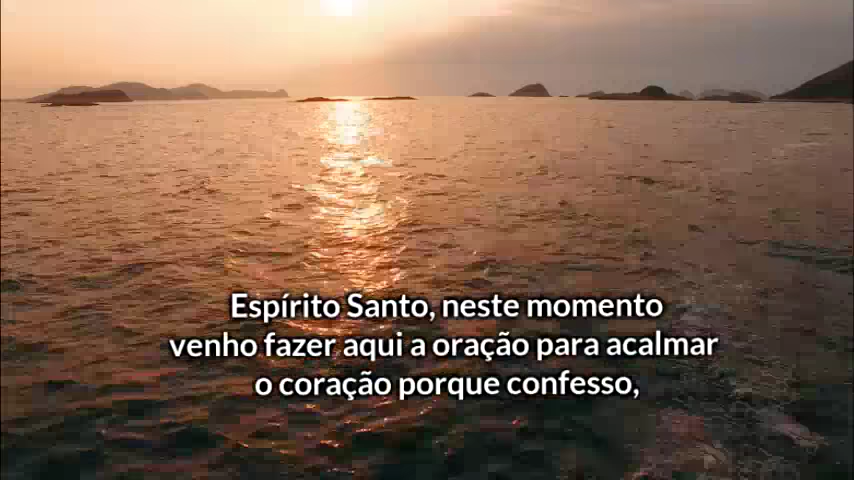 Espírito Santo, neste momento
venho fazer aqui a oração para acalmar
o coração porque confesso,